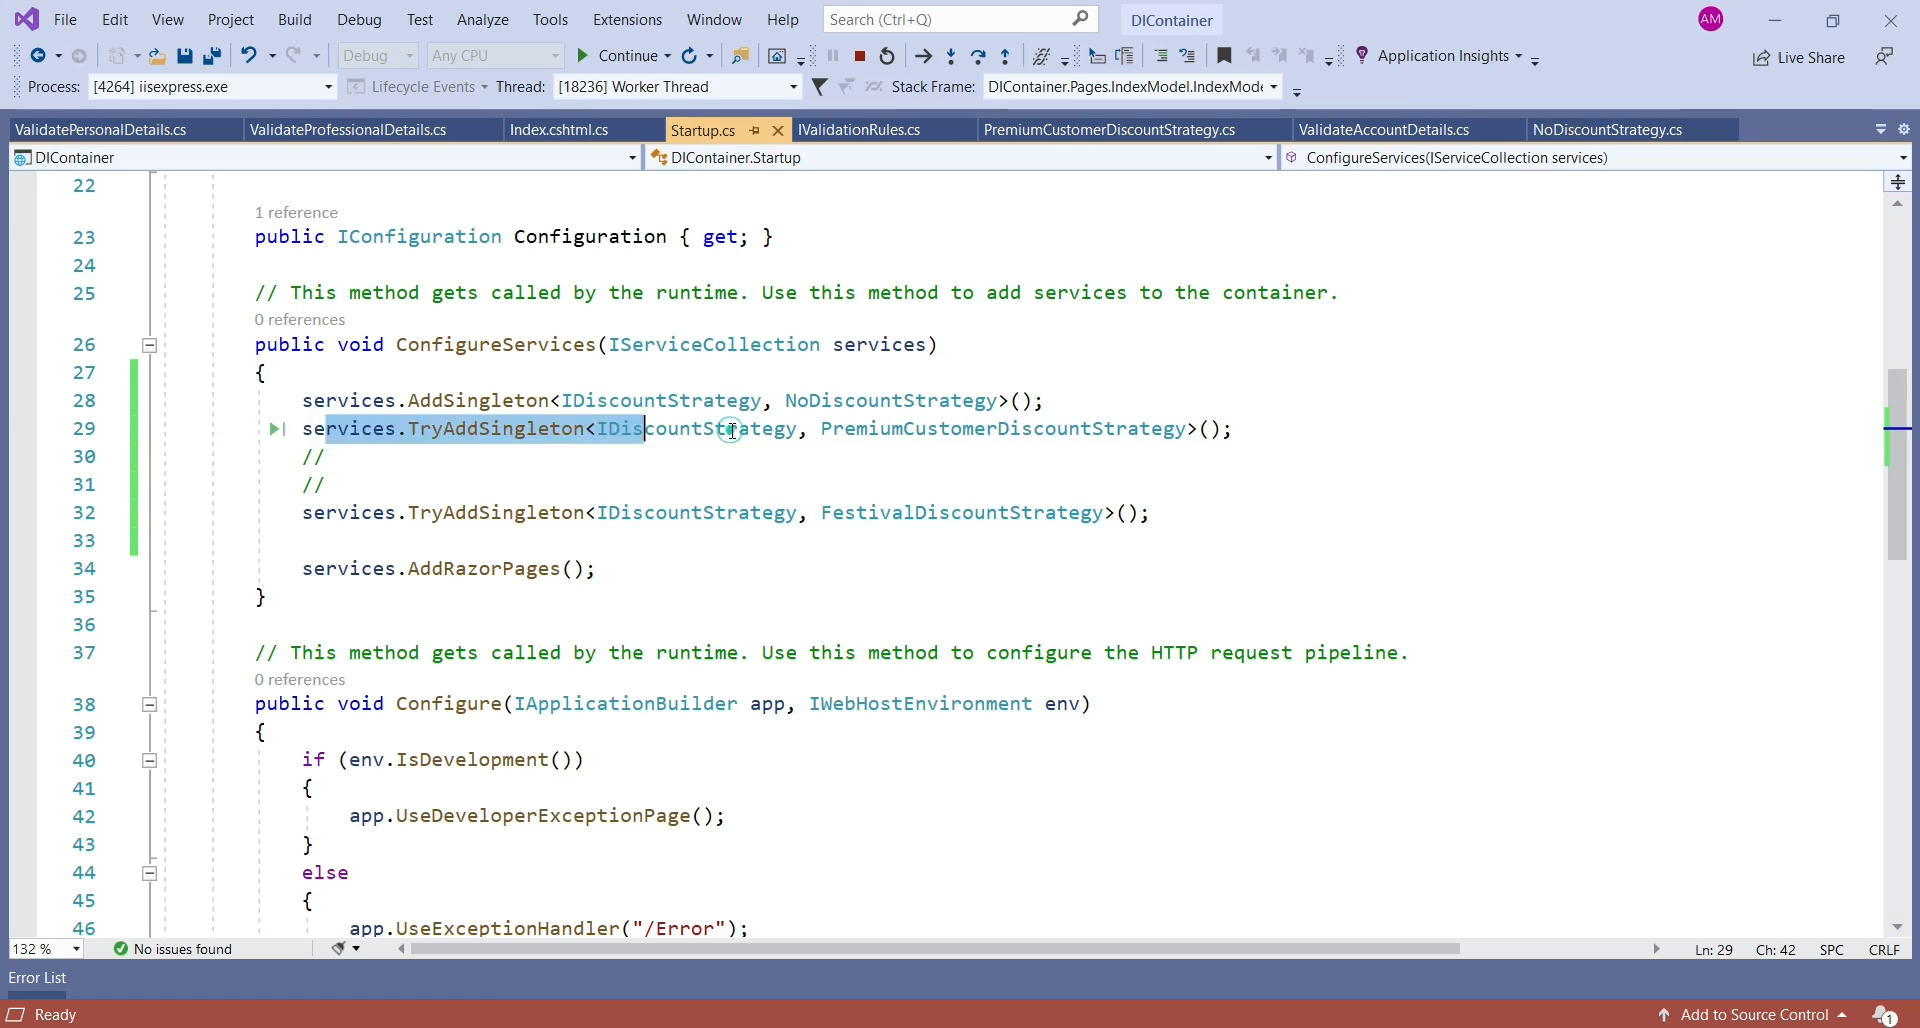 File Edit View Project Build Debug Test Analyze Tools Extensions Window Help Search (Ctrl+Q) DIContainer AM
Debug Any CPU Continue Application Insights Live Share
Process: [4264] iisexpress.exe Lifecycle Events Thread: [18236] Worker Thread Stack Frame: DIContainer.Pages.IndexModel.IndexMode
ValidatePersonalDetails.cs ValidateProfessionalDetails.cs Index.cshtml.cs Startup.cs IValidationRules.cs PremiumCustomerDiscountStrategy.cs ValidateAccountDetails.cs NoDiscountStrategy.cs
DIContainer DIContainer.Startup ConfigureServices(IServiceCollection services)
22
1 reference
23 public IConfiguration Configuration { get; }
24
25 // This method gets called by the runtime. Use this method to add services to the container.
0 references
26 public void ConfigureServices(IServiceCollection services)
27 {
28 services.AddSingleton<IDiscountStrategy, NoDiscountStrategy>();
29 services.TryAddSingleton<IDiscountStrategy, PremiumCustomerDiscountStrategy>();
30 //
31 //
32 services.TryAddSingleton<IDiscountStrategy, FestivalDiscountStrategy>();
33
34 services.AddRazorPages();
35 }
36
37 // This method gets called by the runtime. Use this method to configure the HTTP request pipeline.
0 references
38 public void Configure(IApplicationBuilder app, IWebHostEnvironment env)
39 {
40 if (env.IsDevelopment())
41 {
42 app.UseDeveloperExceptionPage();
43 }
44 else
45 {
46 app.UseExceptionHandler("/Error");
132 % No issues found Ln: 29 Ch: 42 SPC CRLF
Error List
Ready Add to Source Control 1